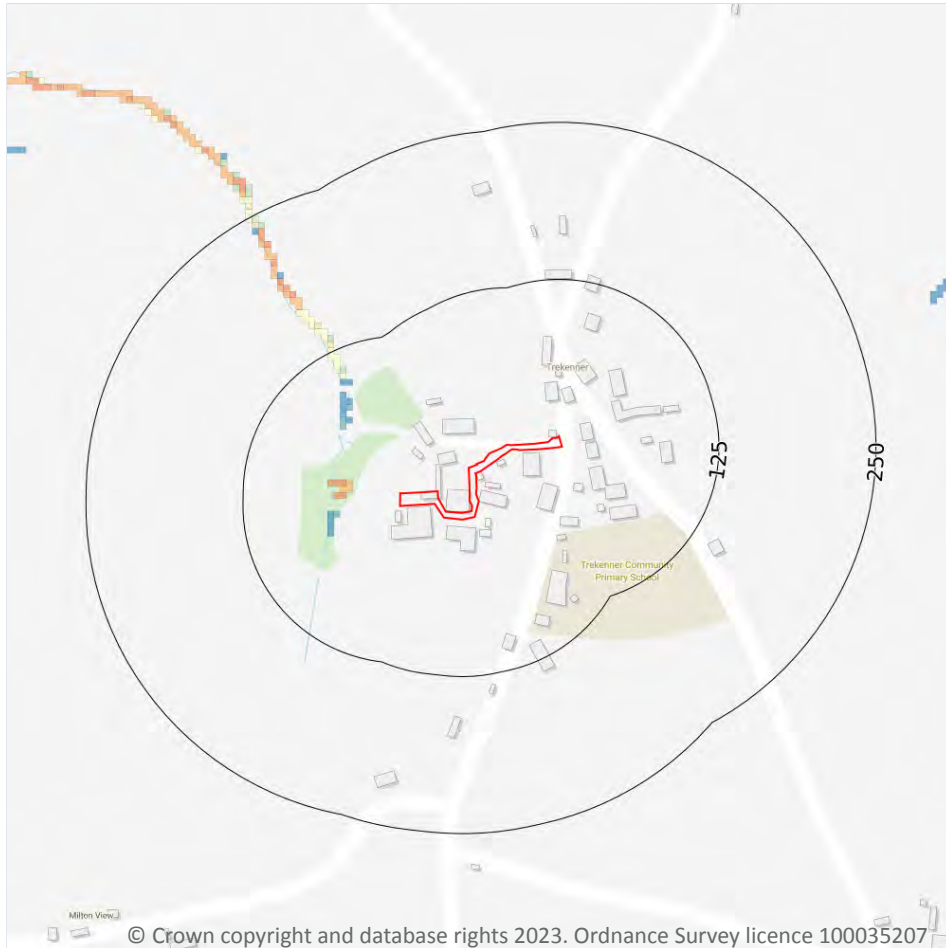 Trekenner
125
250
Trekenner Community
Primary School
Milton View
© Crown copyright and database rights 2023. Ordnance Survey licence 100035207